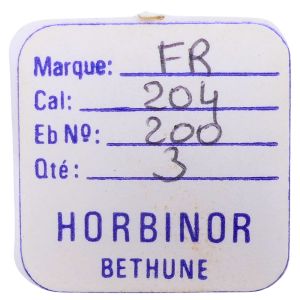 Marque: FR
Cal: 204
Eb Nº: 200
Qté: 3
HORBINOR
BETHUNE